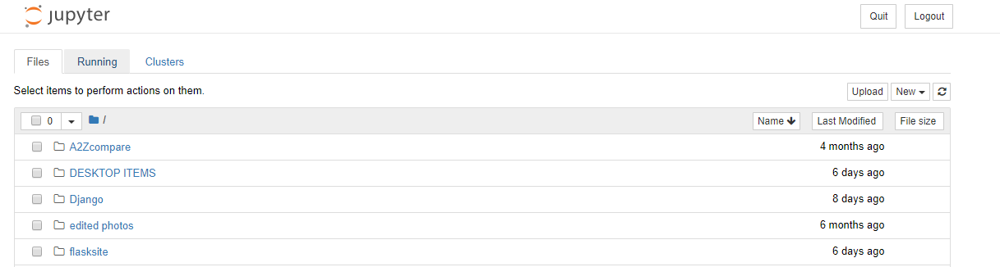 jupyter Quit Logout
Files Running Clusters
Select items to perform actions on them. Upload New
0 / Name Last Modified File size
A2Zcompare 4 months ago
DESKTOP ITEMS 6 days ago
Django 8 days ago
edited photos 6 months ago
flasksite 6 days ago